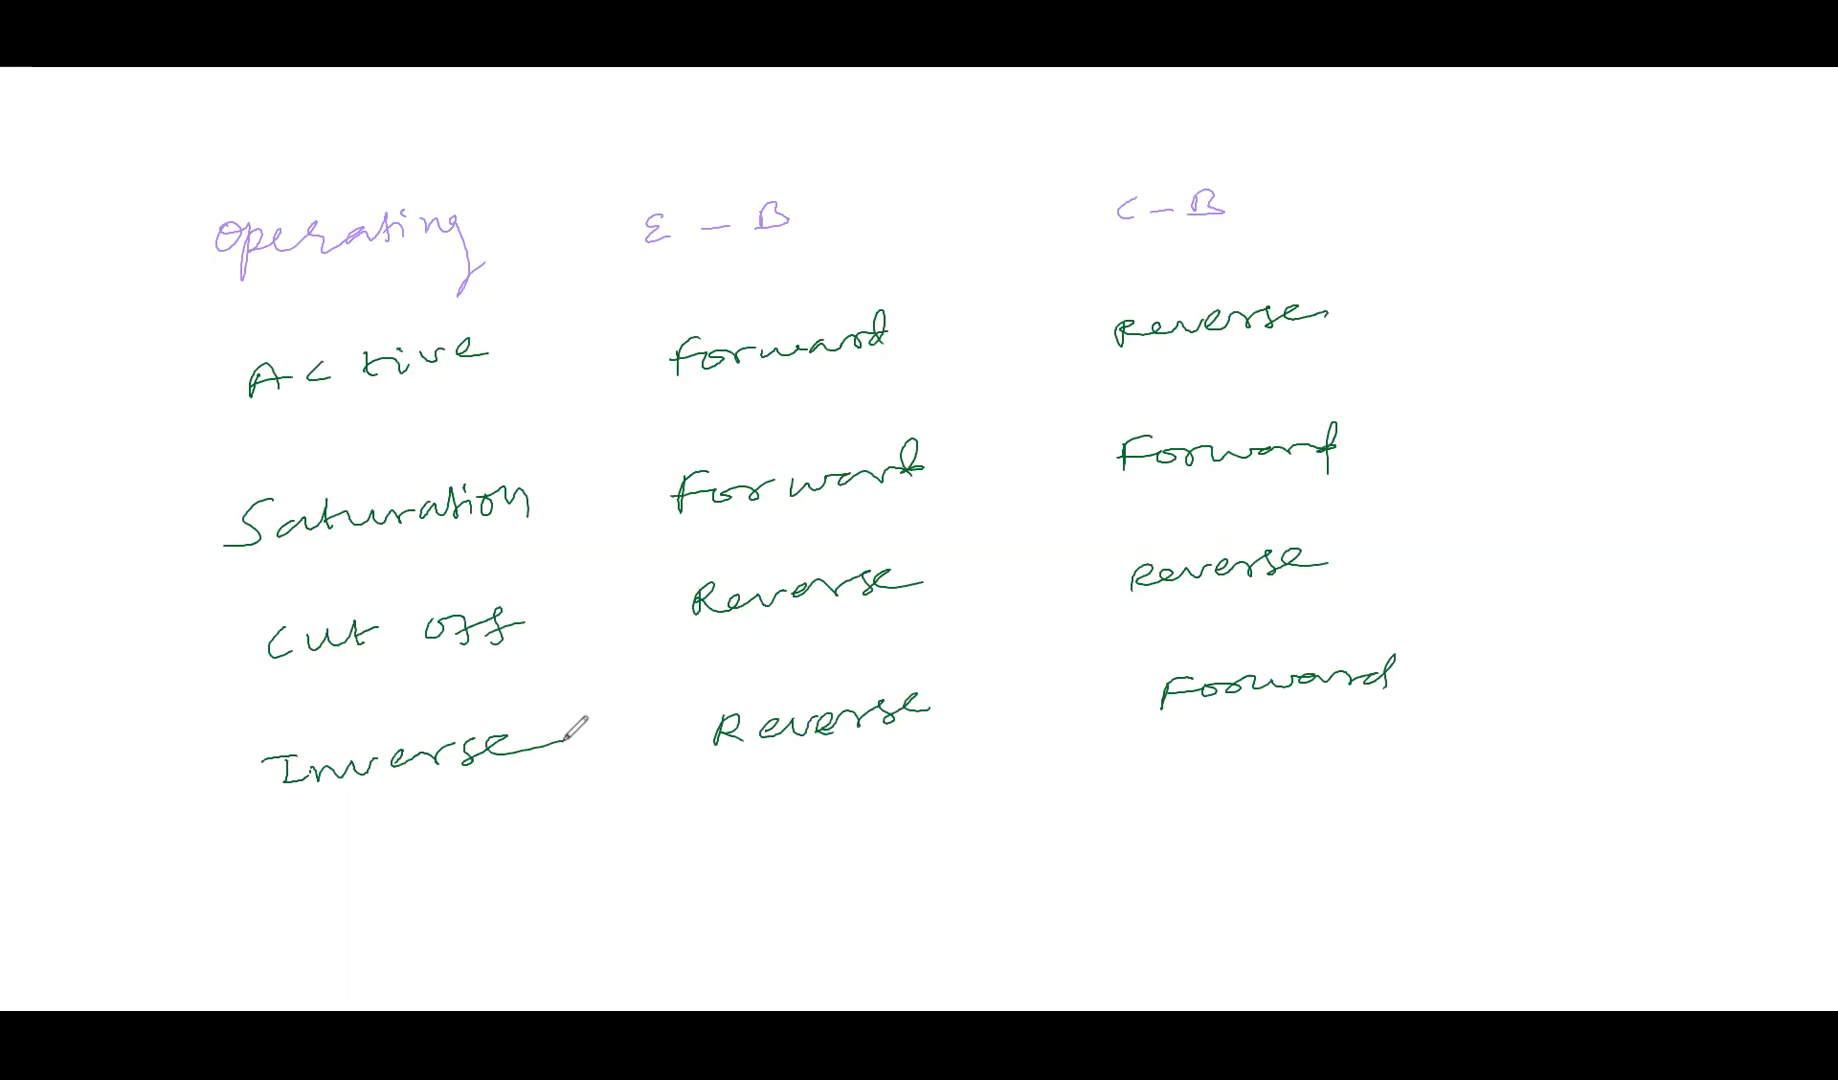 Operating E - B C - B
Active Forward Reverse
Saturation Forward Forward
Cut off Reverse Reverse
Inverse Reverse Forward